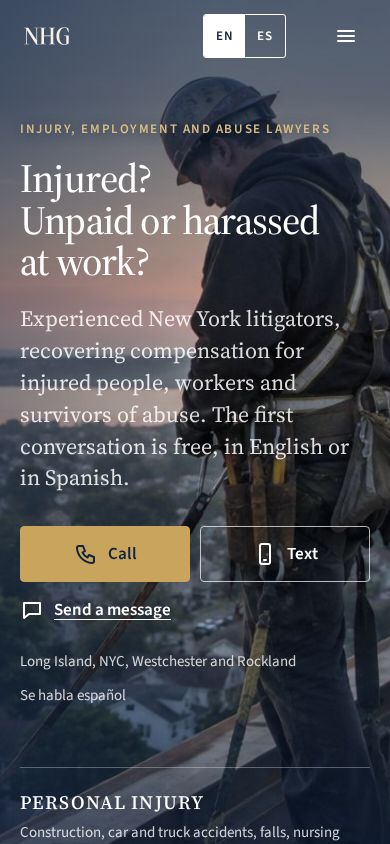 NHG
EN ES
INJURY, EMPLOYMENT AND ABUSE LAWYERS
Injured?
Unpaid or harassed
at work?
Experienced New York litigators,
recovering compensation for
injured people, workers and
survivors of abuse. The first
conversation is free, in English or
in Spanish.
Call Text
Send a message
Long Island, NYC, Westchester and Rockland
Se habla español
PERSONAL INJURY
Construction, car and truck accidents, falls, nursing